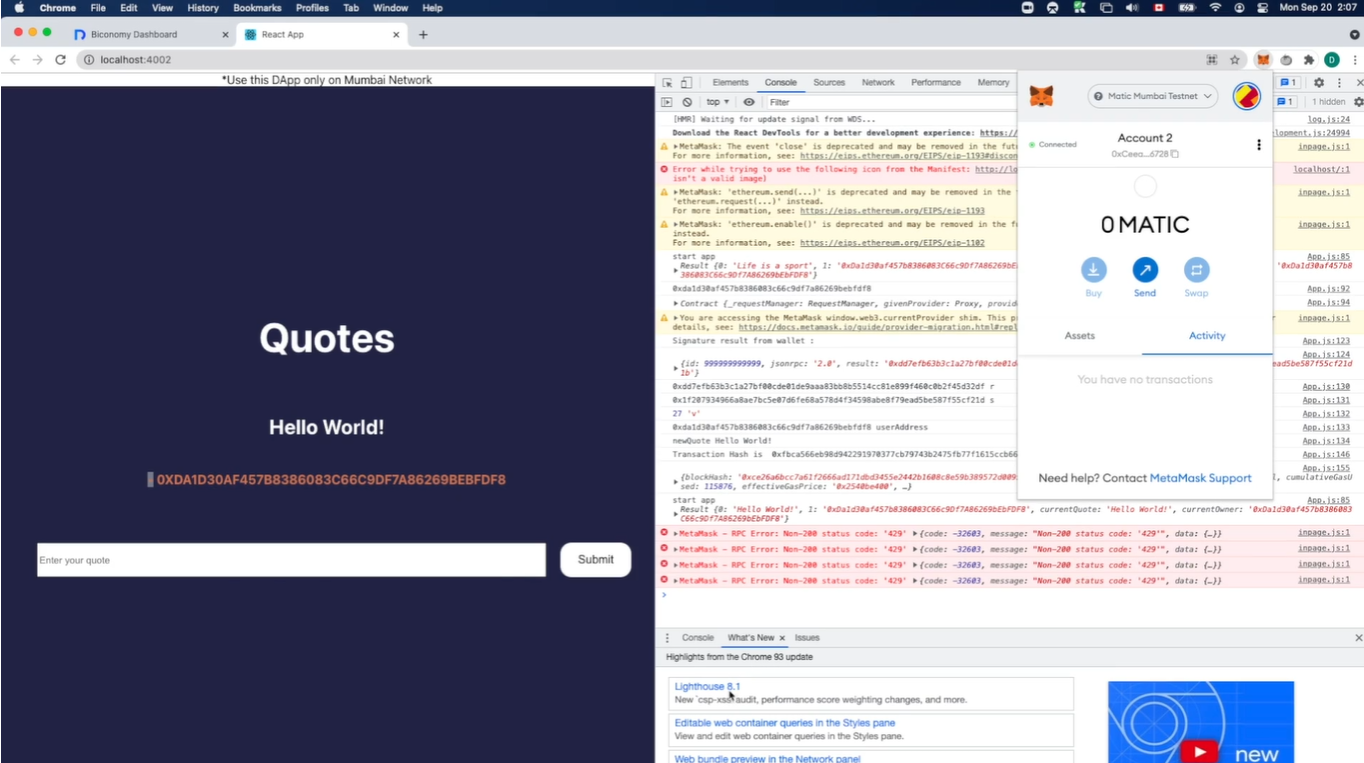 Chrome File Edit View History Bookmarks Profiles Tab Window Help Mon Sep 20 2:07
Biconomy Dashboard × React App × +
localhost:4002
*Use this DApp only on Mumbai Network
Quotes
Hello World!
0XDA1D30AF457B8386083C66C9DF7A86269BEBFDF8
Enter your quote Submit
Elements Console Sources Network Performance Memory
top Filter 1 1 hidden
[HMR] Waiting for update signal from WDS... log.js:24
Download the React DevTools for a better development experience: https:// lopment.js:24994
MetaMask: The event 'close' is deprecated and may be removed in the fut inpage.js:1
For more information, see: https://eips.ethereum.org/EIPS/eip-1193#discon
Error while trying to use the following icon from the Manifest: http://lo localhost/:1
isn't a valid image)
MetaMask: 'ethereum.send(...)' is deprecated and may be removed in the inpage.js:1
'ethereum.request(...)' instead.
For more information, see: https://eips.ethereum.org/EIPS/eip-1193
MetaMask: 'ethereum.enable()' is deprecated and may be removed in the f inpage.js:1
instead.
For more information, see: https://eips.ethereum.org/EIPS/eip-1102
start app App.js:85
Result {0: 'Life is a sport', 1: '0xDa1d30af457b8386083C66c9Df7A86269bE '0xDa1d30af457b8
386083C66c9Df7A86269bEbFDF8'}
0xda1d30af457b8386083c66c9df7a86269bebfdf8 App.js:92
Contract {_requestManager: RequestManager, givenProvider: Proxy, provid App.js:94
You are accessing the MetaMask window.web3.currentProvider shim. This p inpage.js:1
details, see: https://docs.metamask.io/guide/provider-migration.html#repl
Signature result from wallet : App.js:123
App.js:124
{id: 999999999999, jsonrpc: '2.0', result: '0xdd7efb63b3c1a27bf00cde01d ead5be587f55cf21d
1b'}
0xdd7efb63b3c1a27bf00cde01de9aaa83bb8b5514cc81e899f460c0b2f45d32df r App.js:130
0x1f207934966a8ae7bc5e07d6fe68a578d4f34598abe8f79ead5be587f55cf21d s App.js:131
27 'v' App.js:132
0xda1d30af457b8386083c66c9df7a86269bebfdf8 userAddress App.js:133
newQuote Hello World! App.js:134
Transaction Hash is 0xfbca566eb98d942291970377cb79743b2475fb77f1615ccb66 App.js:146
App.js:155
{blockHash: '0xce26a6bcc7a61f2666ad171dbd3455e2442b1608c8e59b389572d009 , cumulativeGasU
sed: 115876, effectiveGasPrice: '0x2540be400', …}
start app App.js:85
Result {0: 'Hello World!', 1: '0xDa1d30af457b8386083C66c9Df7A86269bEbFDF8', currentQuote: 'Hello World!', currentOwner: '0xDa1d30af457b8386083
C66c9Df7A86269bEbFDF8'}
MetaMask - RPC Error: Non-200 status code: '429' {code: -32603, message: "Non-200 status code: '429'", data: {…}} inpage.js:1
MetaMask - RPC Error: Non-200 status code: '429' {code: -32603, message: "Non-200 status code: '429'", data: {…}} inpage.js:1
MetaMask - RPC Error: Non-200 status code: '429' {code: -32603, message: "Non-200 status code: '429'", data: {…}} inpage.js:1
MetaMask - RPC Error: Non-200 status code: '429' {code: -32603, message: "Non-200 status code: '429'", data: {…}} inpage.js:1
Matic Mumbai Testnet
Connected
Account 2
0xCeea...6728
0 MATIC
Buy Send Swap
Assets Activity
You have no transactions
Need help? Contact MetaMask Support
Console What's New × Issues
Highlights from the Chrome 93 update
Lighthouse 8.1
New `csp-xss` audit, performance score weighting changes, and more.
Editable web container queries in the Styles pane
View and edit web container queries in the Styles pane.
Web bundle preview in the Network panel
new